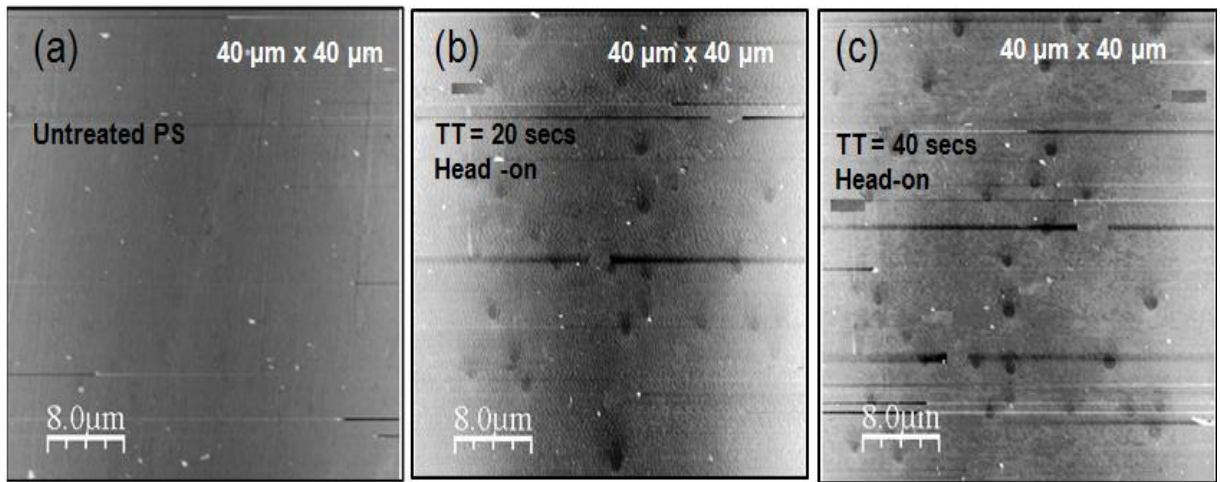 (a)
40 µm x 40 µm
Untreated PS
8.0µm
(b)
40 µm x 40 µm
TT = 20 secs
Head -on
8.0µm
(c)
40 µm x 40 µm
TT = 40 secs
Head-on
8.0µm